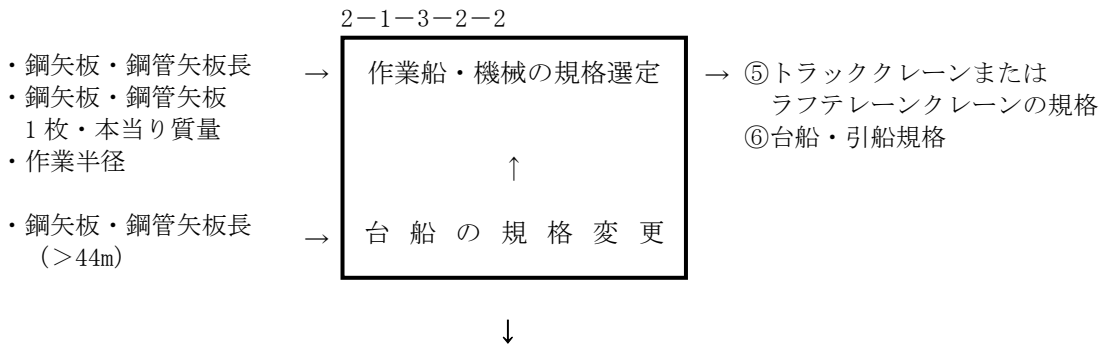 2－1－3－2－2
・鋼矢板・鋼管矢板長
・鋼矢板・鋼管矢板
1枚・本当り質量
・作業半径
→
作業船・機械の規格選定
↑
→ ⑤トラッククレーンまたは
ラフテレーンクレーンの規格
⑥台船・引船規格
・鋼矢板・鋼管矢板長
（＞44m）
→
台 船 の 規 格 変 更
↓